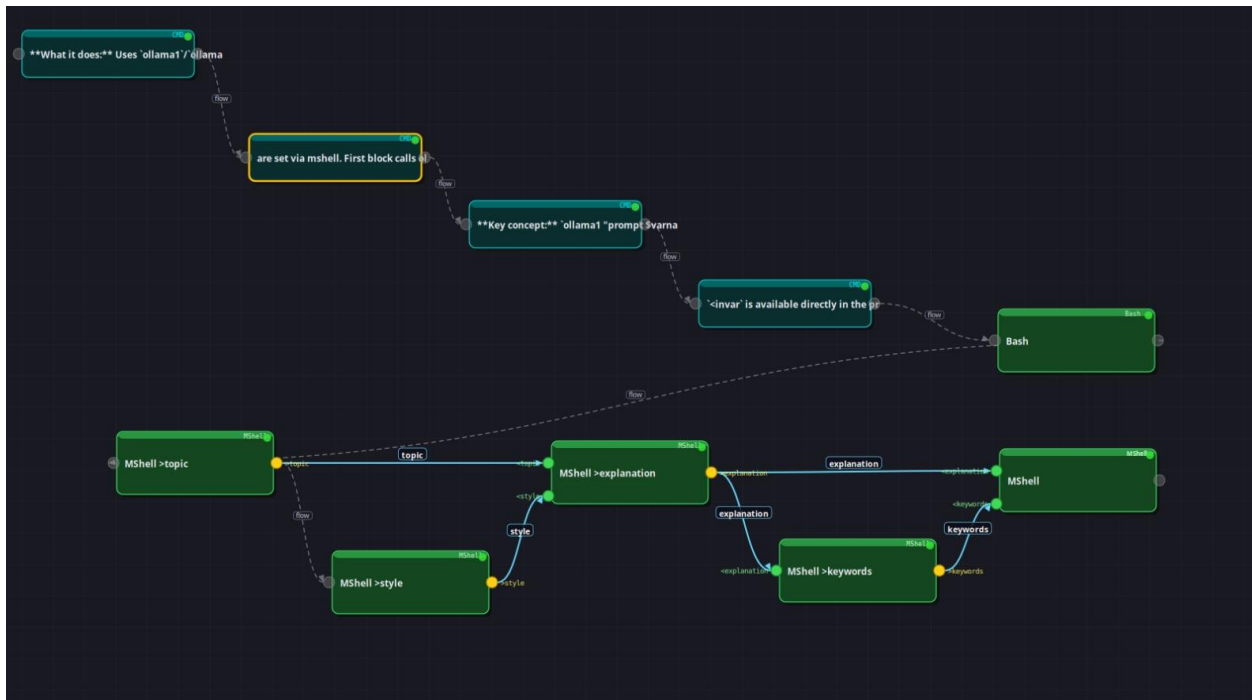 CMD
**What it does:** Uses `ollama1`/`ollama
flow
CMD
are set via mshell. First block calls ol
flow
CMD
**Key concept:** `ollama1 "prompt $varna
flow
CMD
`<invar` is available directly in the pr
flow
Bash
Bash
flow
MShell
MShell >topic
>topic
topic
flow
MShell
MShell >style
>style
style
MShell
<topic
<style
MShell >explanation
>explanation
explanation
explanation
MShell
<explanation
MShell >keywords
>keywords
keywords
MShell
<explanation
<keywords
MShell